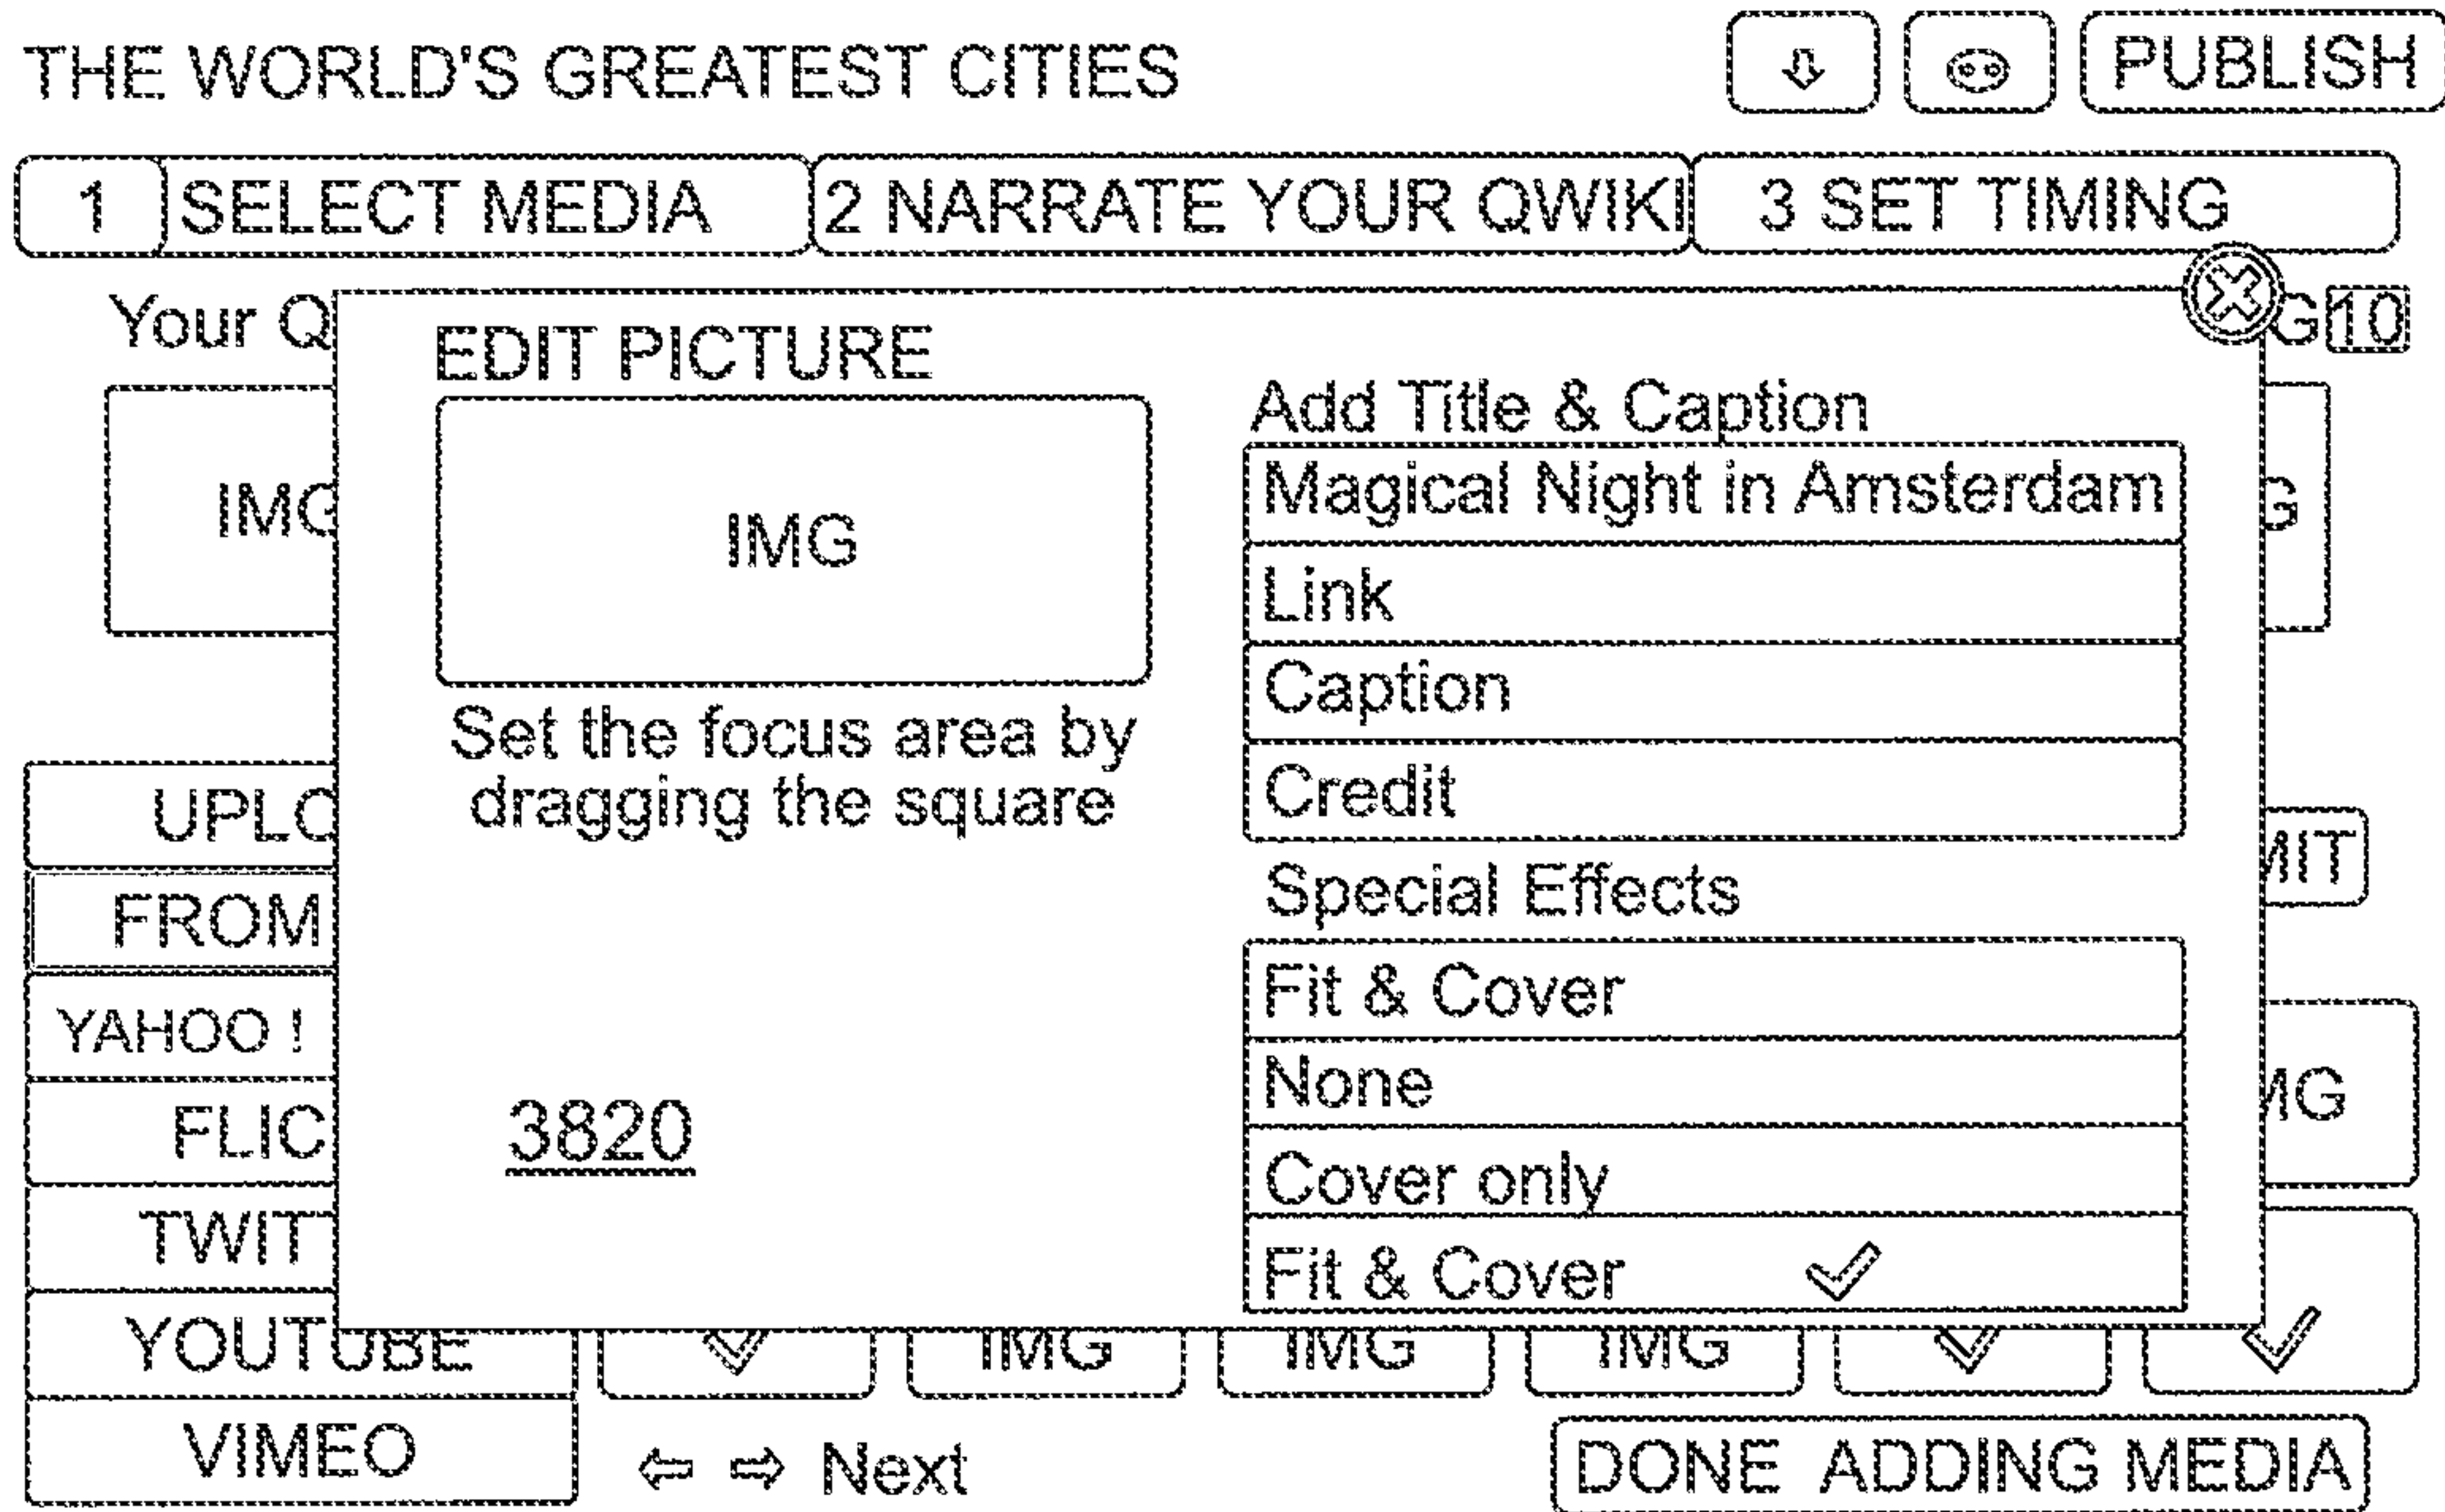 THE WORLD'S GREATEST CITIES
PUBLISH
1 SELECT MEDIA
2 NARRATE YOUR QWIKI
3 SET TIMING
Your Q
G 10
EDIT PICTURE
IMG
Set the focus area by
dragging the square
3820
Add Title & Caption
Magical Night in Amsterdam
Link
Caption
Credit
Special Effects
Fit & Cover
None
Cover only
Fit & Cover
IMG
G
UPLO
FROM
YAHOO !
FLIC
TWIT
YOUTUBE
VIMEO
MIT
MG
IMG
IMG
IMG
Next
DONE ADDING MEDIA